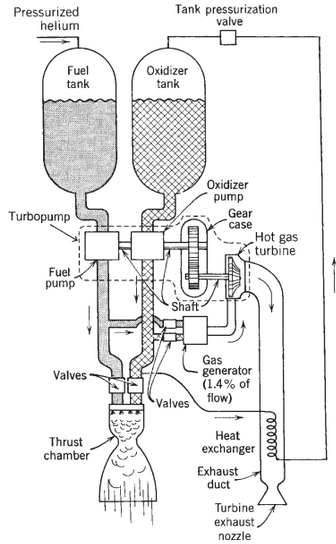 Pressurized
helium
Tank pressurization
valve
Fuel
tank
Oxidizer
tank
Oxidizer
pump
Turbopump
Gear
case
Hot gas
turbine
Fuel
pump
Shaft
Valves
Valves
Gas
generator
(1.4% of
flow)
Thrust
chamber
Heat
exchanger
Exhaust
duct
Turbine
exhaust
nozzle